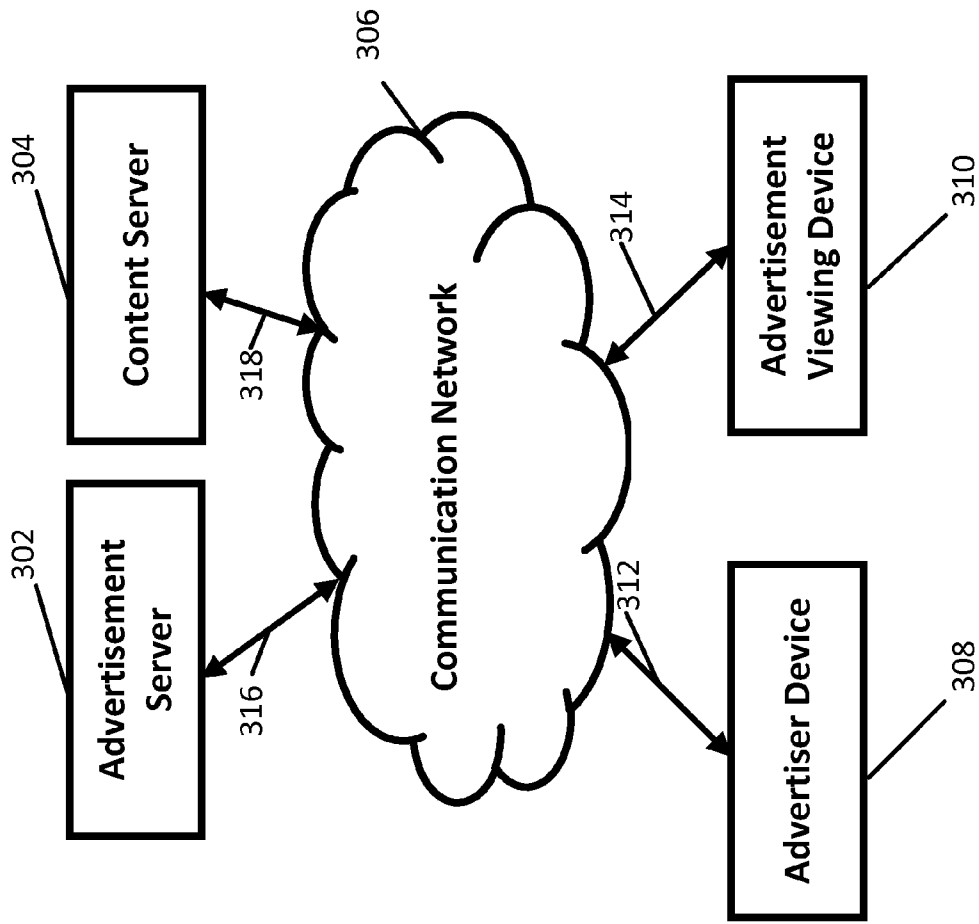 302
Advertisement
Server
316
304
Content Server
318
306
Communication Network
312
314
Advertiser Device
308
Advertisement
Viewing Device
310